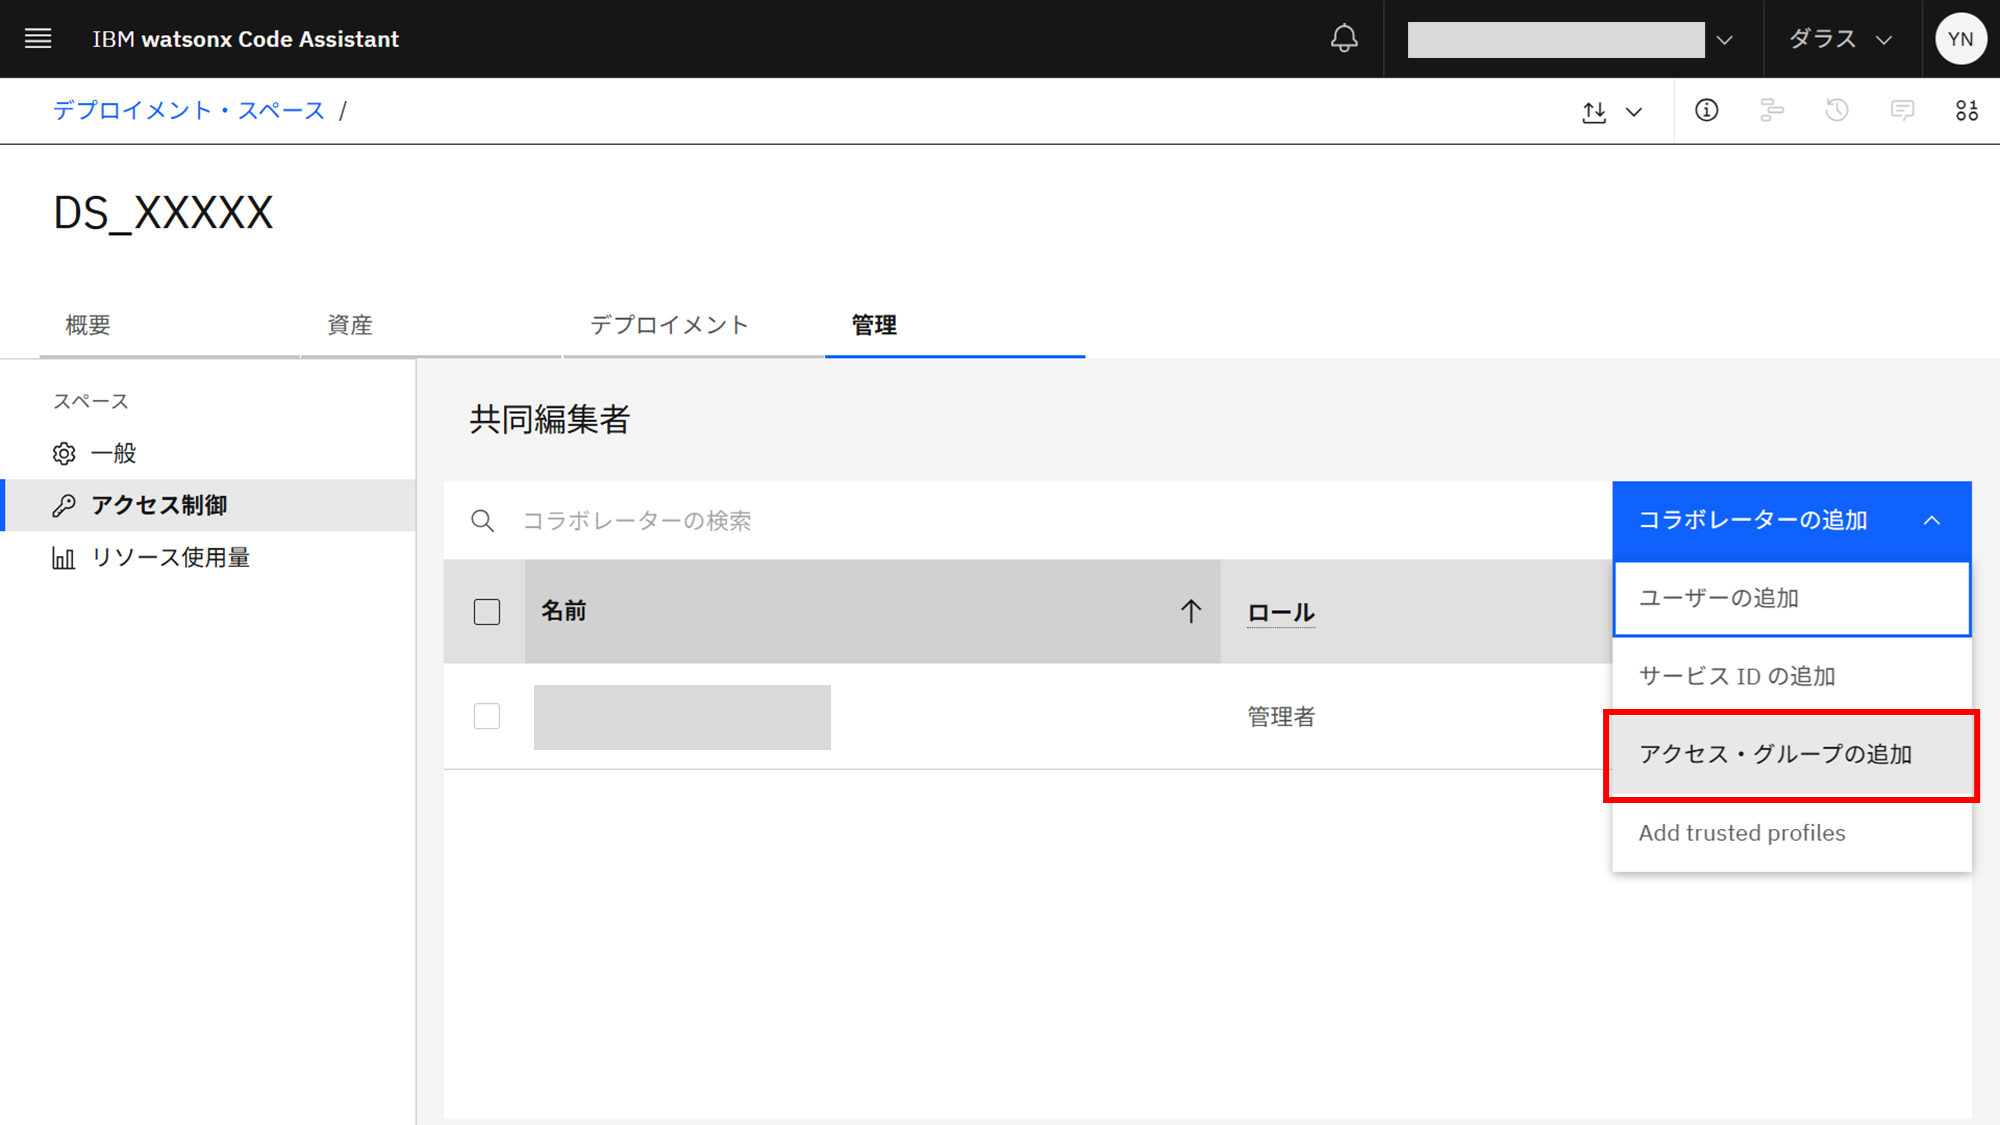 IBM watsonx Code Assistant
ダラス
YN
デプロイメント・スペース /
DS_XXXXX
概要
資産
デプロイメント
管理
スペース
一般
アクセス制御
リソース使用量
共同編集者
コラボレーターの検索
コラボレーターの追加
名前
ロール
管理者
ユーザーの追加
サービス ID の追加
アクセス・グループの追加
Add trusted profiles